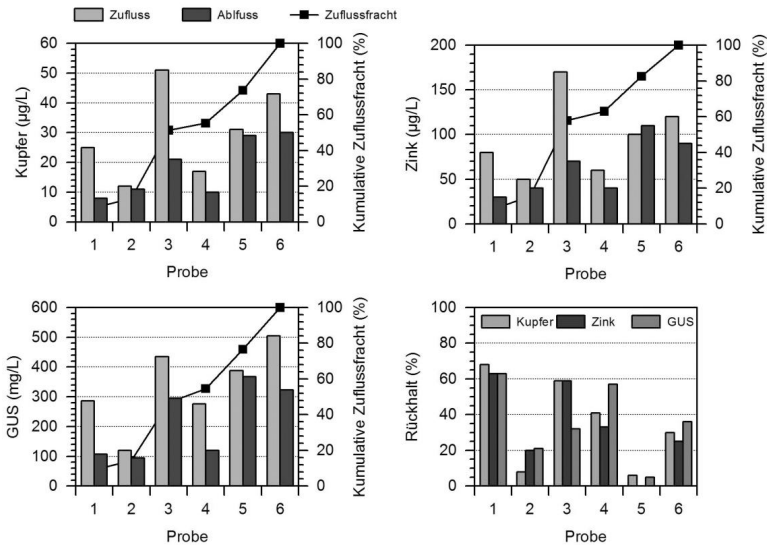 Zufluss Ablfuss Zuflussfracht
Kupfer (µg/L)
60
50
40
30
20
10
0
100
80
60
40
20
0
Kumulative Zuflussfracht (%)
1 2 3 4 5 6
Probe
Zink (µg/L)
200
150
100
50
0
100
80
60
40
20
0
Kumulative Zuflussfracht (%)
1 2 3 4 5 6
Probe
GUS (mg/L)
600
500
400
300
200
100
0
100
80
60
40
20
0
Kumulative Zuflussfracht (%)
1 2 3 4 5 6
Probe
Rückhalt (%)
100
80
60
40
20
0
Kupfer Zink GUS
1 2 3 4 5 6
Probe